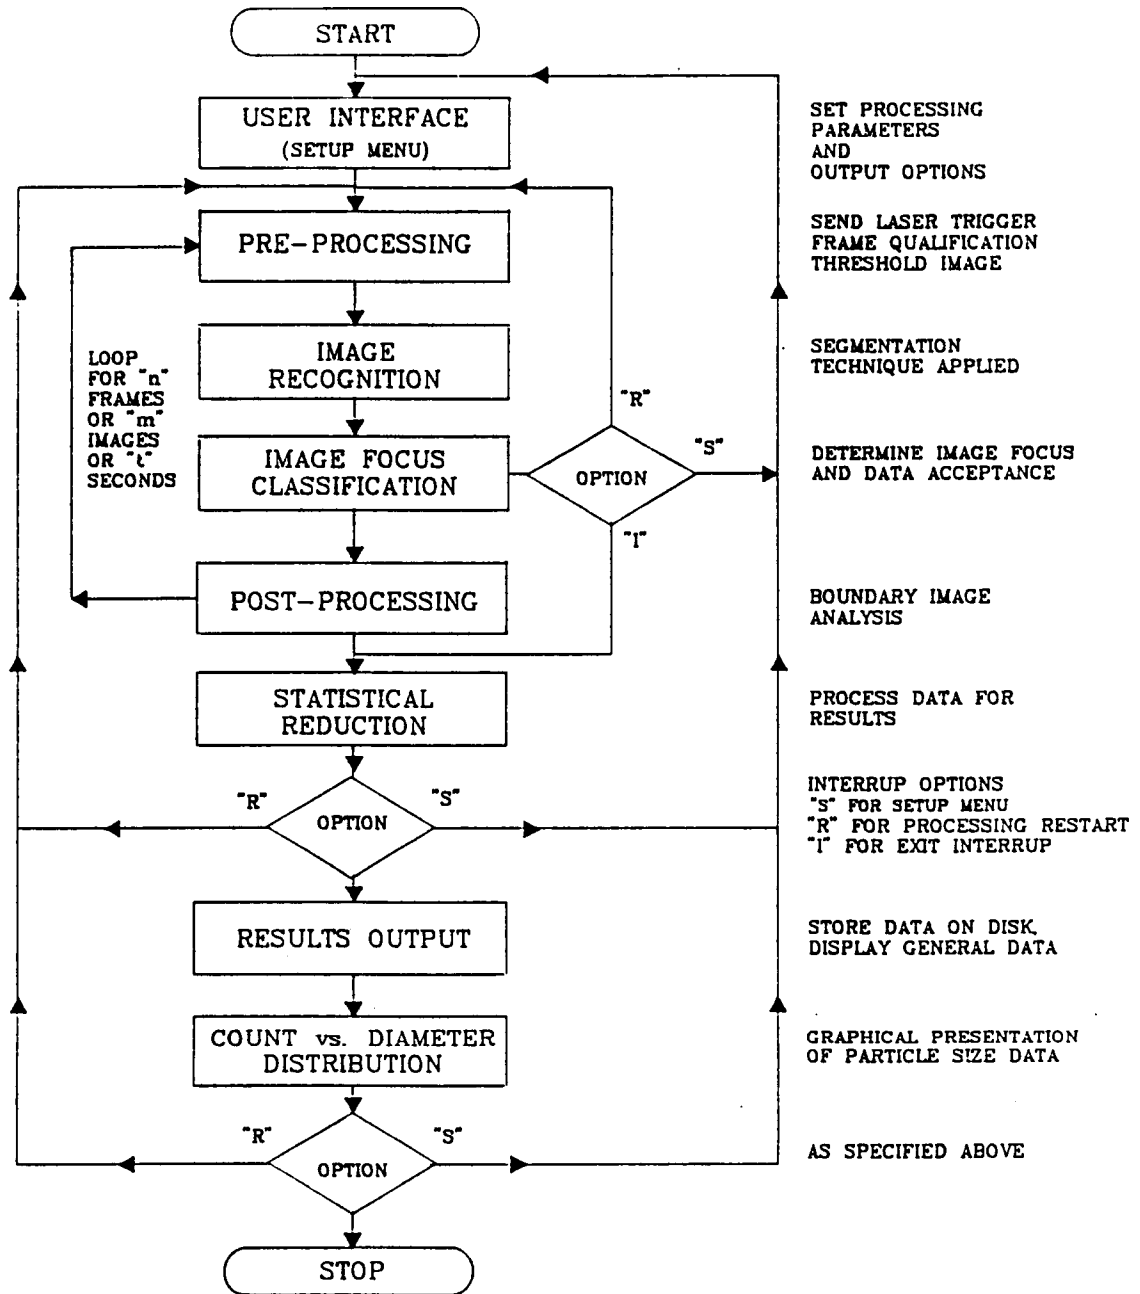 START
USER INTERFACE
(SETUP MENU)
SET PROCESSING
PARAMETERS
AND
OUTPUT OPTIONS
PRE-PROCESSING
SEND LASER TRIGGER
FRAME QUALIFICATION
THRESHOLD IMAGE
LOOP
FOR "n"
FRAMES
OR "m"
IMAGES
OR "t"
SECONDS
IMAGE
RECOGNITION
SEGMENTATION
TECHNIQUE APPLIED
"R"
"S"
IMAGE FOCUS
CLASSIFICATION
OPTION
DETERMINE IMAGE FOCUS
AND DATA ACCEPTANCE
"I"
POST-PROCESSING
BOUNDARY IMAGE
ANALYSIS
STATISTICAL
REDUCTION
PROCESS DATA FOR
RESULTS
"R"
"S"
OPTION
INTERRUP OPTIONS
"S" FOR SETUP MENU
"R" FOR PROCESSING RESTART
"I" FOR EXIT INTERRUP
RESULTS OUTPUT
STORE DATA ON DISK,
DISPLAY GENERAL DATA
COUNT vs. DIAMETER
DISTRIBUTION
GRAPHICAL PRESENTATION
OF PARTICLE SIZE DATA
"R"
"S"
OPTION
AS SPECIFIED ABOVE
STOP